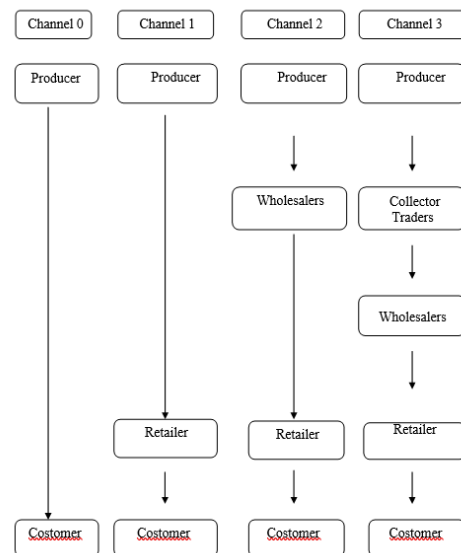 Channel 0
Channel 1
Channel 2
Channel 3
Producer
Producer
Producer
Producer
Wholesalers
Collector
Traders
Wholesalers
Retailer
Retailer
Retailer
Costomer
Costomer
Costomer
Costomer